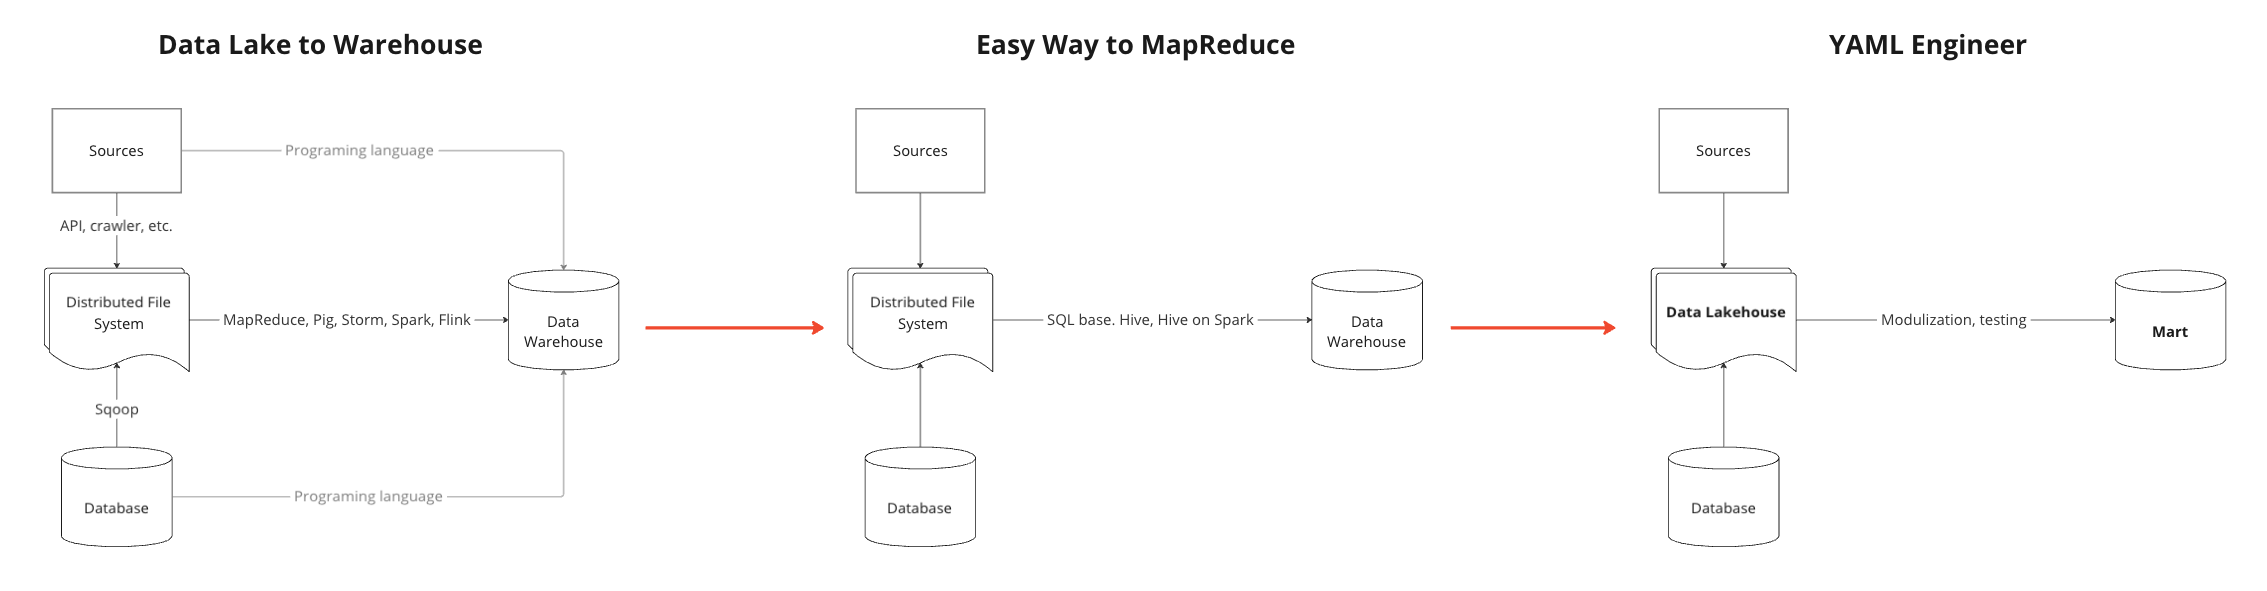 Data Lake to Warehouse
Sources
Programing language
API, crawler, etc.
Distributed File
System
MapReduce, Pig, Storm, Spark, Flink
Data
Warehouse
Sqoop
Database
Programing language
Easy Way to MapReduce
Sources
Distributed File
System
SQL base. Hive, Hive on Spark
Data
Warehouse
Database
YAML Engineer
Sources
Data Lakehouse
Modulization, testing
Mart
Database